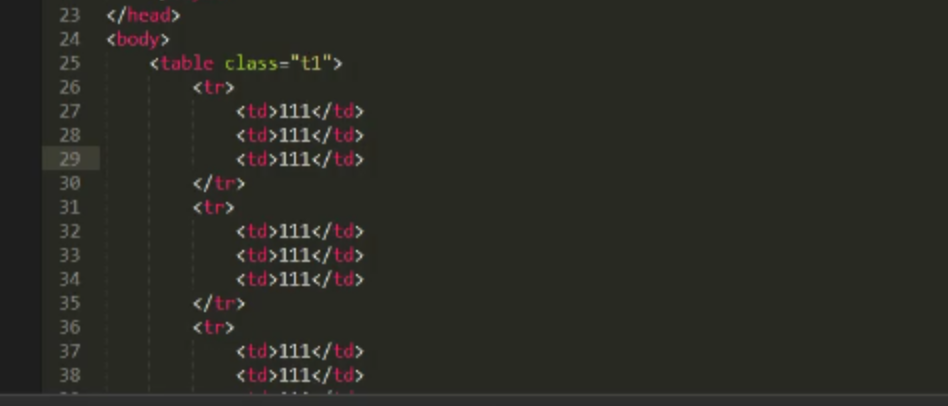 23 </head>
24 <body>
25 <table class="t1">
26 <tr>
27 <td>111</td>
28 <td>111</td>
29 <td>111</td>
30 </tr>
31 <tr>
32 <td>111</td>
33 <td>111</td>
34 <td>111</td>
35 </tr>
36 <tr>
37 <td>111</td>
38 <td>111</td>